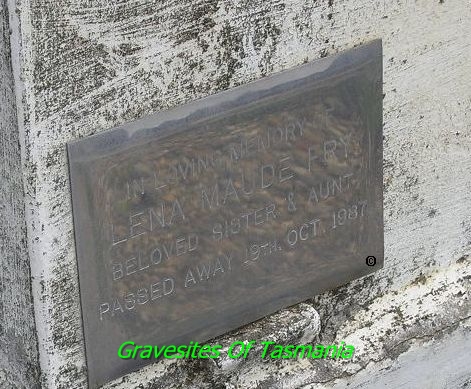 IN LOVING MEMORY
LENA MAUDE FRY
BELOVED SISTER & AUNT
PASSED AWAY 19TH. OCT. 1987
©
Gravesites Of Tasmania